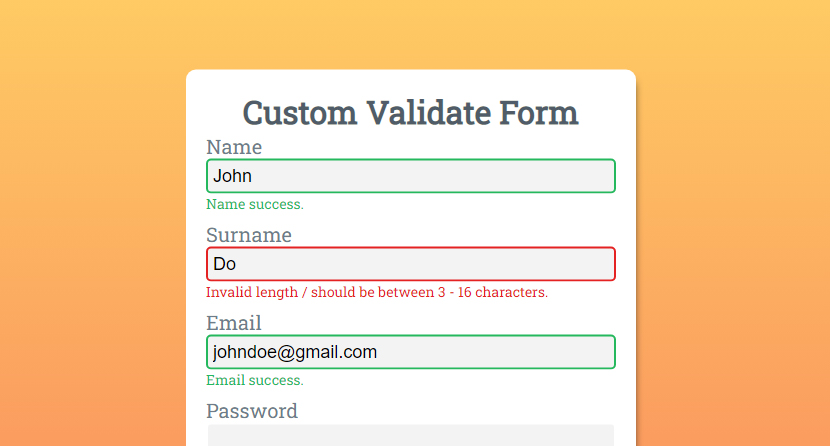 Custom Validate Form
Name
John
Name success.
Surname
Do
Invalid length / should be between 3 - 16 characters.
Email
johndoe@gmail.com
Email success.
Password